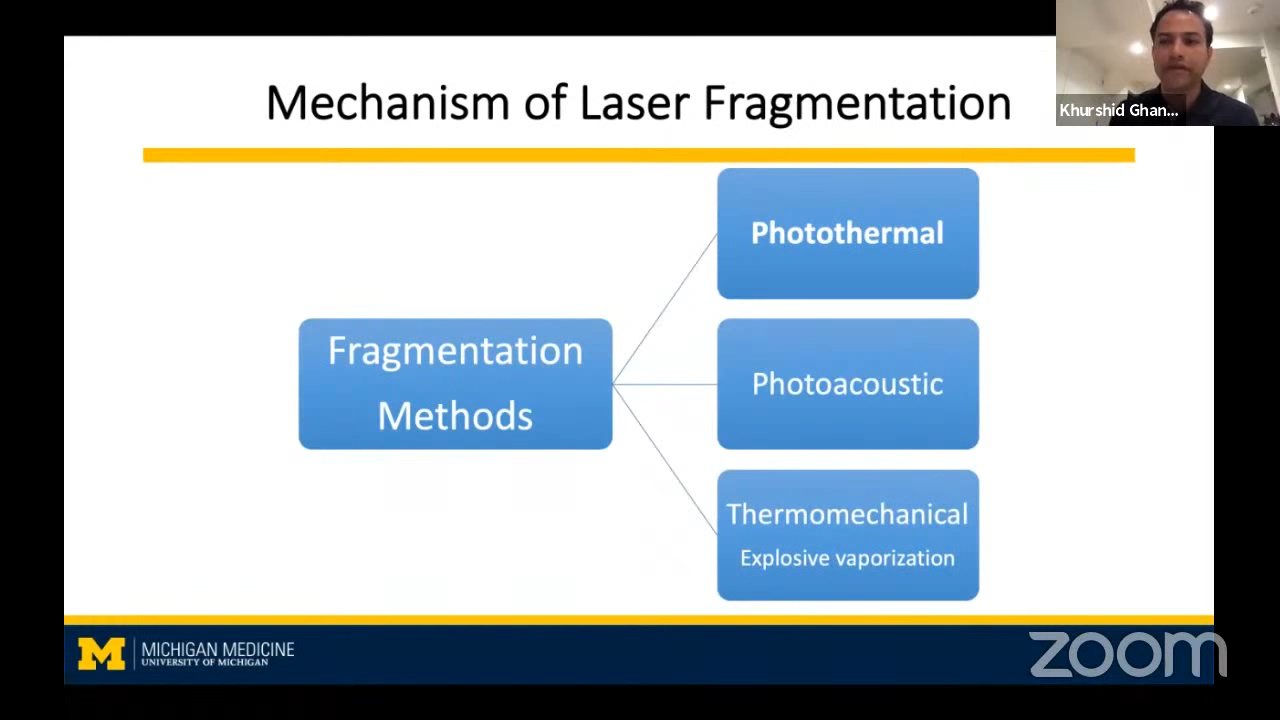 Mechanism of Laser Fragmentation
Khurshid Ghan...
Photothermal
Fragmentation
Methods
Photoacoustic
Thermomechanical
Explosive vaporization
M
MICHIGAN MEDICINE
UNIVERSITY OF MICHIGAN
zoom